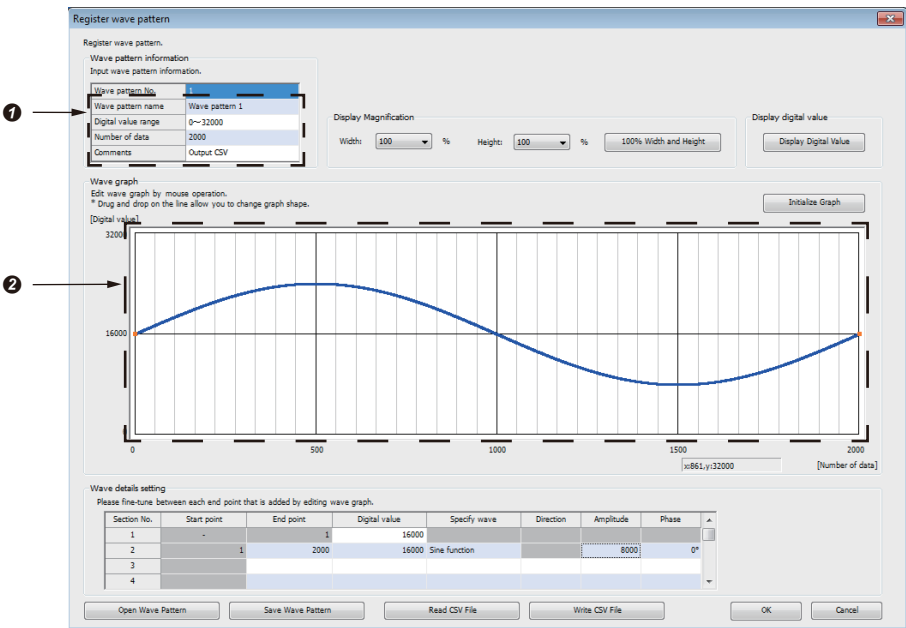 Register wave pattern
Register wave pattern.
Wave pattern information
Input wave pattern information.
Wave pattern No. 1
Wave pattern name Wave pattern 1
Digital value range 0～32000
Number of data 2000
Comments Output CSV
❶
Display Magnification
Width: 100 % Height: 100 % 100% Width and Height
Display digital value
Display Digital Value
Wave graph
Edit wave graph by mouse operation.
* Drug and drop on the line allow you to change graph shape.
Initialize Graph
[Digital value]
32000
❷
16000
0 500 1000 1500 2000
x:861,y:32000 [Number of data]
Wave details setting
Please fine-tune between each end point that is added by editing wave graph.
Section No. Start point End point Digital value Specify wave Direction Amplitude Phase
1 - 1 16000
2 1 2000 16000 Sine function 8000 0°
3
4
Open Wave Pattern Save Wave Pattern Read CSV File Write CSV File OK Cancel